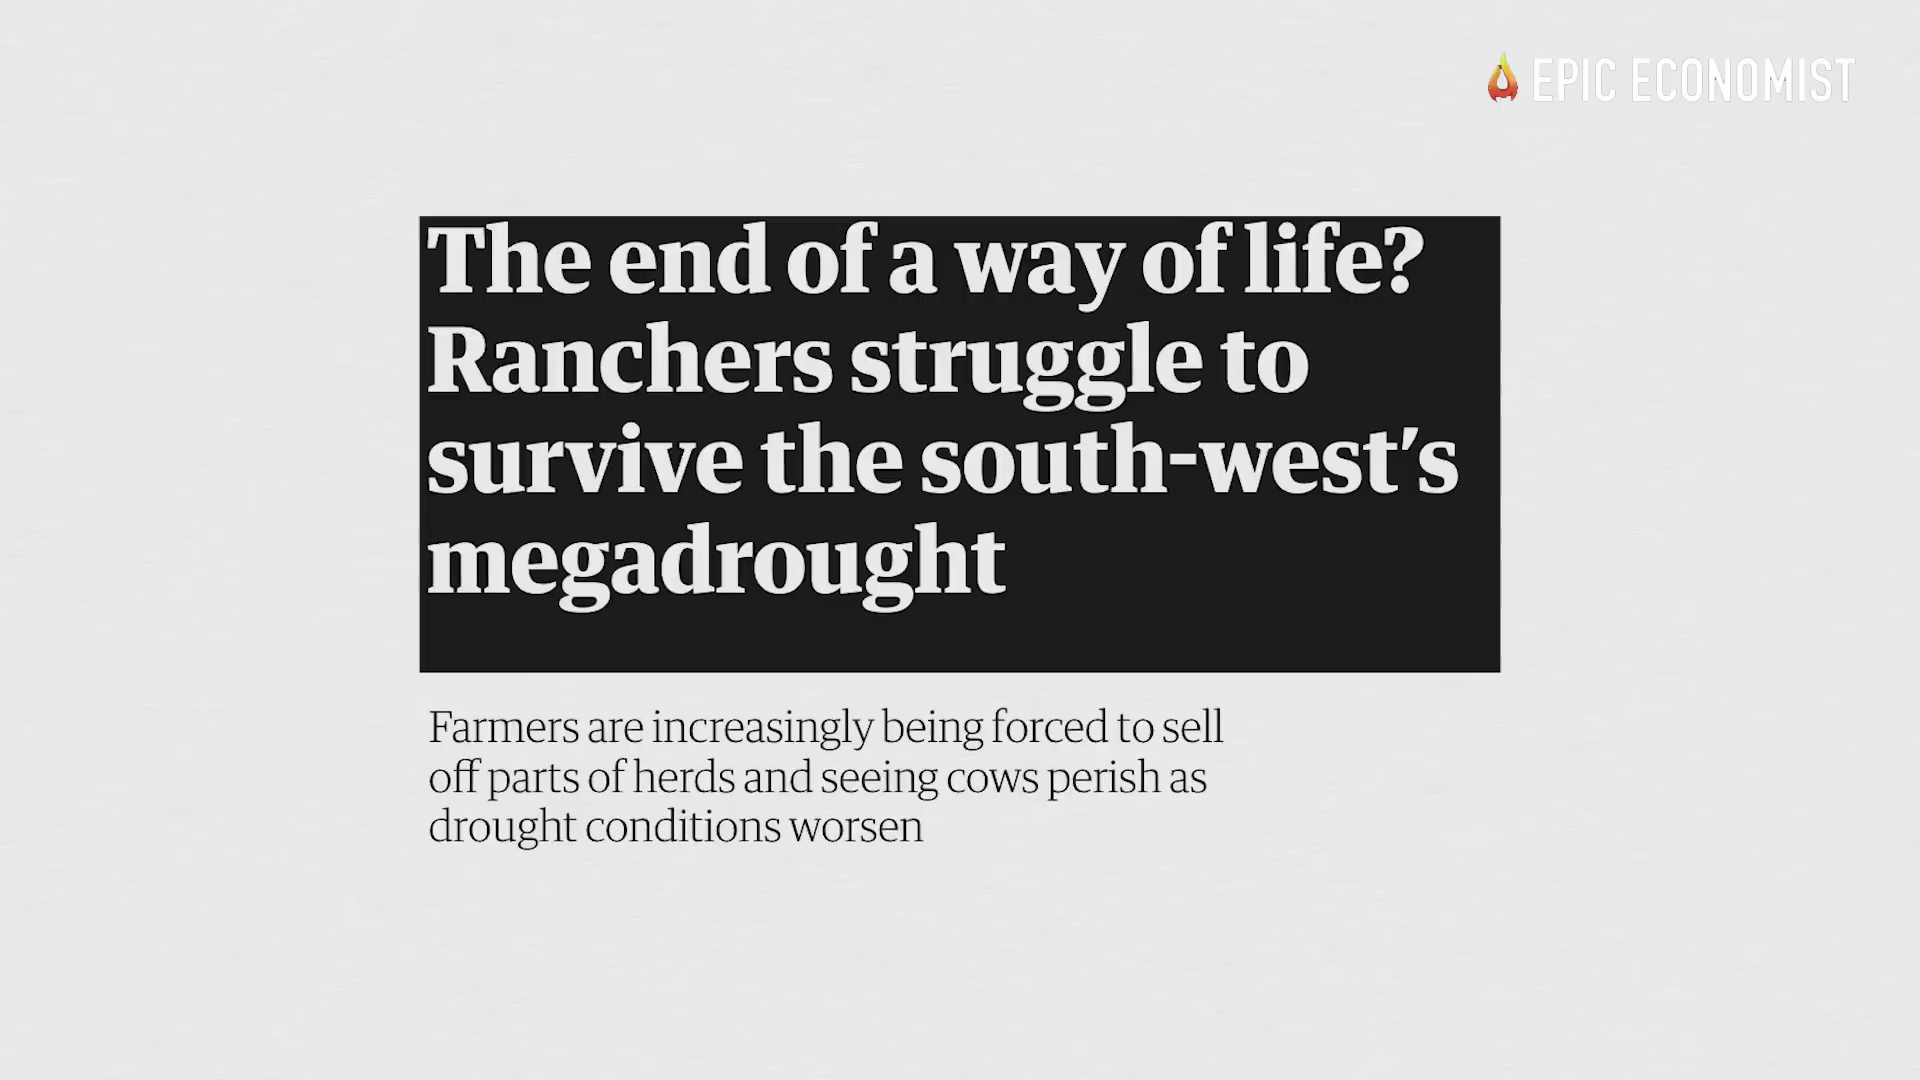 EPIC ECONOMIST
The end of a way of life?
Ranchers struggle to
survive the south-west’s
megadrought
Farmers are increasingly being forced to sell
off parts of herds and seeing cows perish as
drought conditions worsen